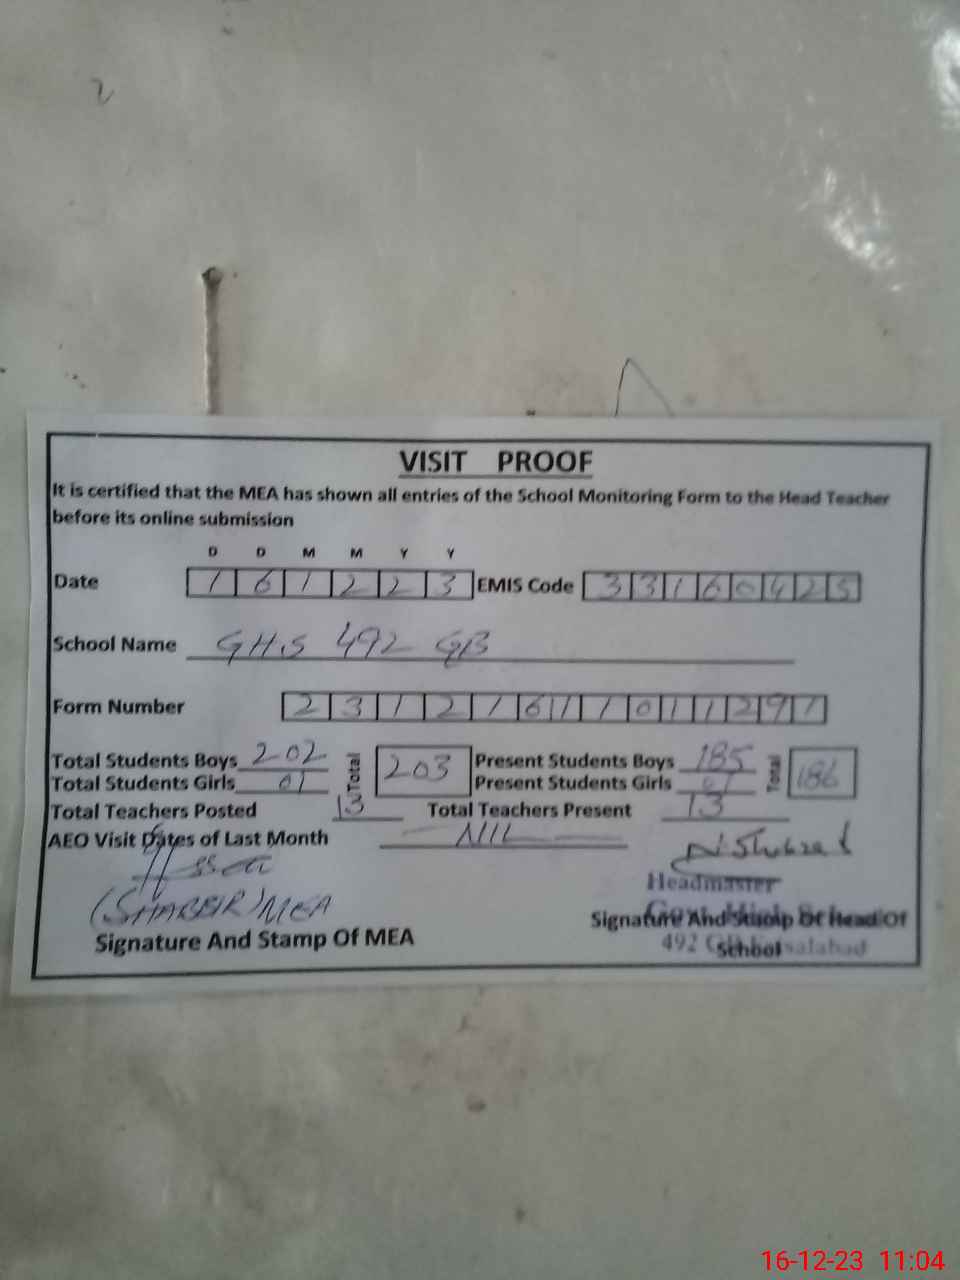 VISIT PROOF
It is certified that the MEA has shown all entries of the School Monitoring Form to the Head Teacher
before its online submission
D D M M Y Y
Date 1 6 1 2 2 3 EMIS Code 3 3 1 6 0 4 2 5
School Name GHS 492 GB
Form Number 2 3 1 2 1 6 1 1 0 1 1 2 9 1
Total Students Boys 202 Total 203 Present Students Boys 185 Total 186
Total Students Girls 01 Present Students Girls 01
Total Teachers Posted 13 Total Teachers Present 13
AEO Visit Dates of Last Month NIL
Headmaster
(SHABBIR) MEA
Signature And Stamp Of MEA
Signature And Stamp Of Head Of
School
492
16-12-23 11:04